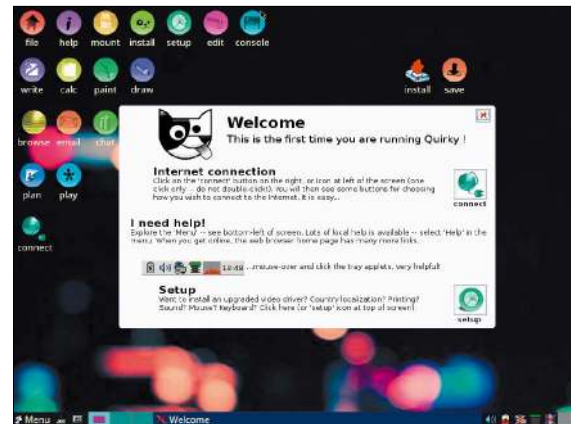 file help mount install setup edit console
write calc paint draw install save
browse email chat
plan play
connect
Welcome
This is the first time you are running Quirky !
Internet connection
Click on the 'connect' button on the right, or icon at left of the screen (one
click only -- do not double-click). You will then see some buttons for choosing
how you wish to connect to the Internet. It is easy...
connect
I need help!
Explore the 'Menu' -- see bottom-left of screen. Lots of local help is available -- select 'Help' in the
menu. When you get online, the web browser home page has many more links.
...mouse-over and click the tray applets, very helpful!
Setup
Want to install an upgraded video driver? Country localization? Printing?
Sound? Mouse? Keyboard? Click here (or 'setup' icon at top of screen)
setup
Menu Welcome